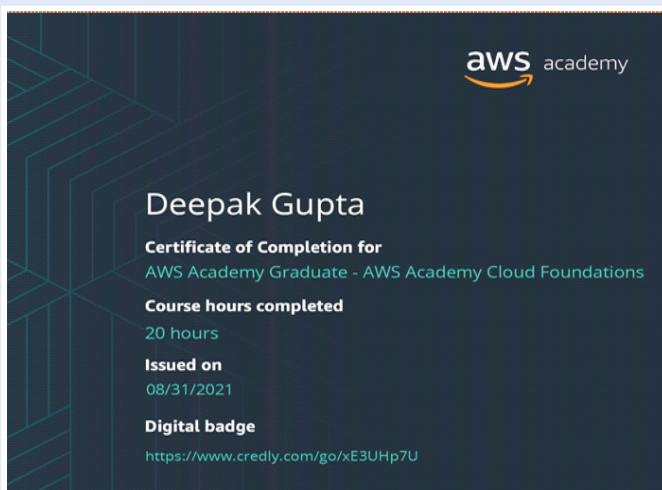 aws academy
Deepak Gupta
Certificate of Completion for
AWS Academy Graduate - AWS Academy Cloud Foundations
Course hours completed
20 hours
Issued on
08/31/2021
Digital badge
https://www.credly.com/go/xE3UHp7U